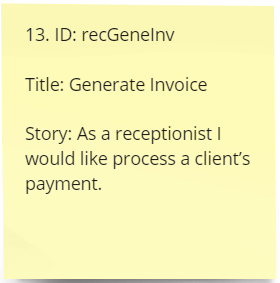 13. ID: recGeneInv
Title: Generate Invoice
Story: As a receptionist I
would like process a client's
payment.